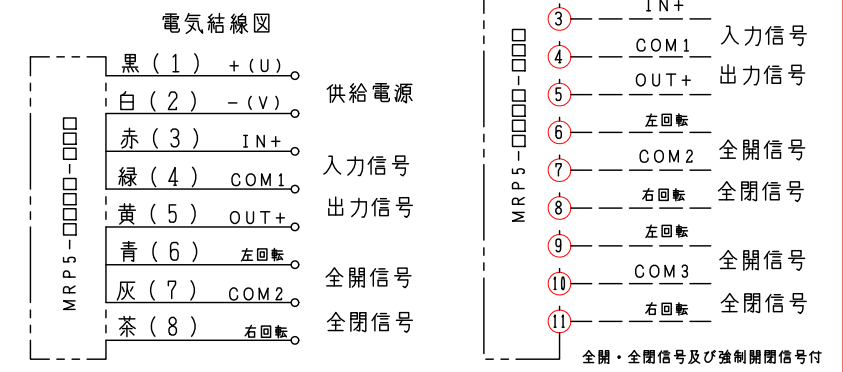 電気結線図
黒(1) +(U)
白(2) -(V)
供給電源
赤(3) IN+
緑(4) COM1
入力信号
黄(5) OUT+
出力信号
青(6) 左回転
灰(7) COM2
全開信号
茶(8) 右回転
全閉信号
MRP5-□□□□-□□□
③ IN+
④ COM1
入力信号
⑤ OUT+
出力信号
⑥ 左回転
⑦ COM2
全開信号
⑧ 右回転
全閉信号
⑨ 左回転
⑩ COM3
全開信号
⑪ 右回転
全閉信号
MRP5-□□□□-□□□
全開・全閉信号及び強制開閉信号付